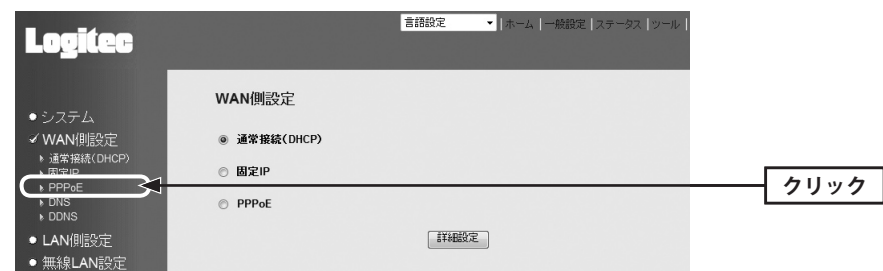 言語設定 | ホーム | 一般設定 | ステータス | ツール |
Logitec
WAN側設定
● システム
✓ WAN側設定
通常接続(DHCP)
固定IP
PPPoE
DNS
DDNS
● LAN側設定
● 無線LAN設定
通常接続(DHCP)
固定IP
PPPoE
詳細設定
クリック